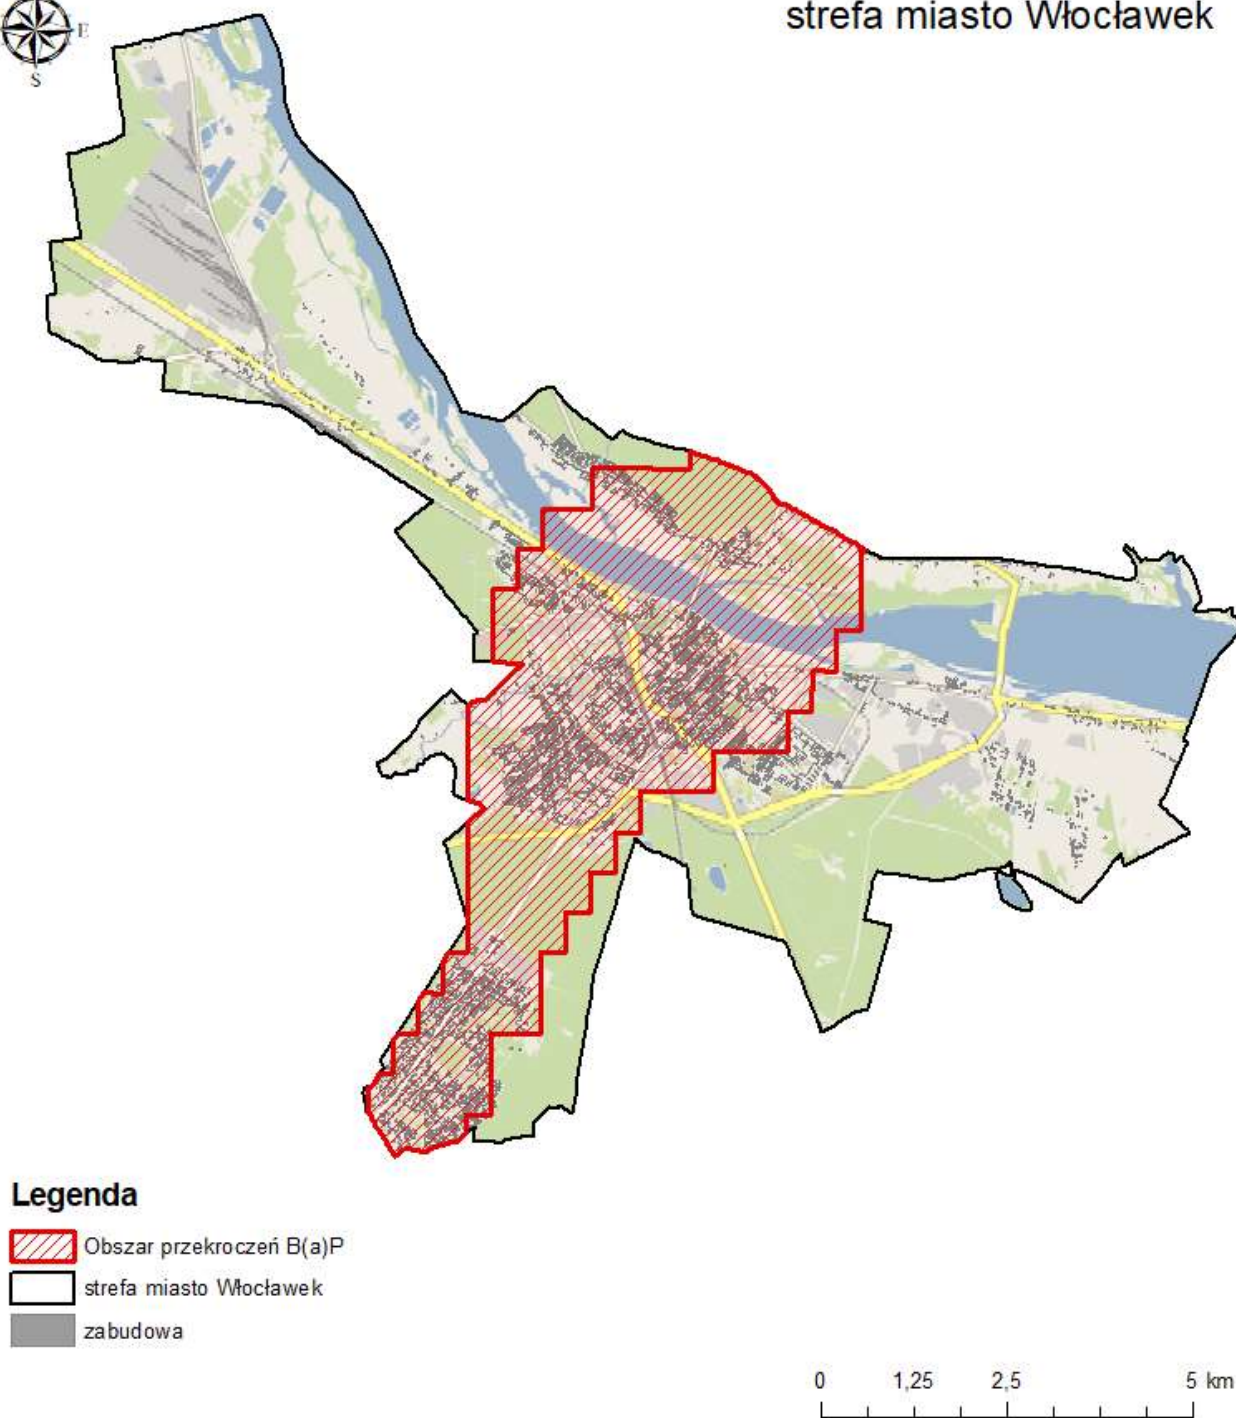 strefa miasto Włocławek
E
S
Legenda
Obszar przekroczeń B(a)P
strefa miasto Włocławek
zabudowa
0 1,25 2,5 5 km